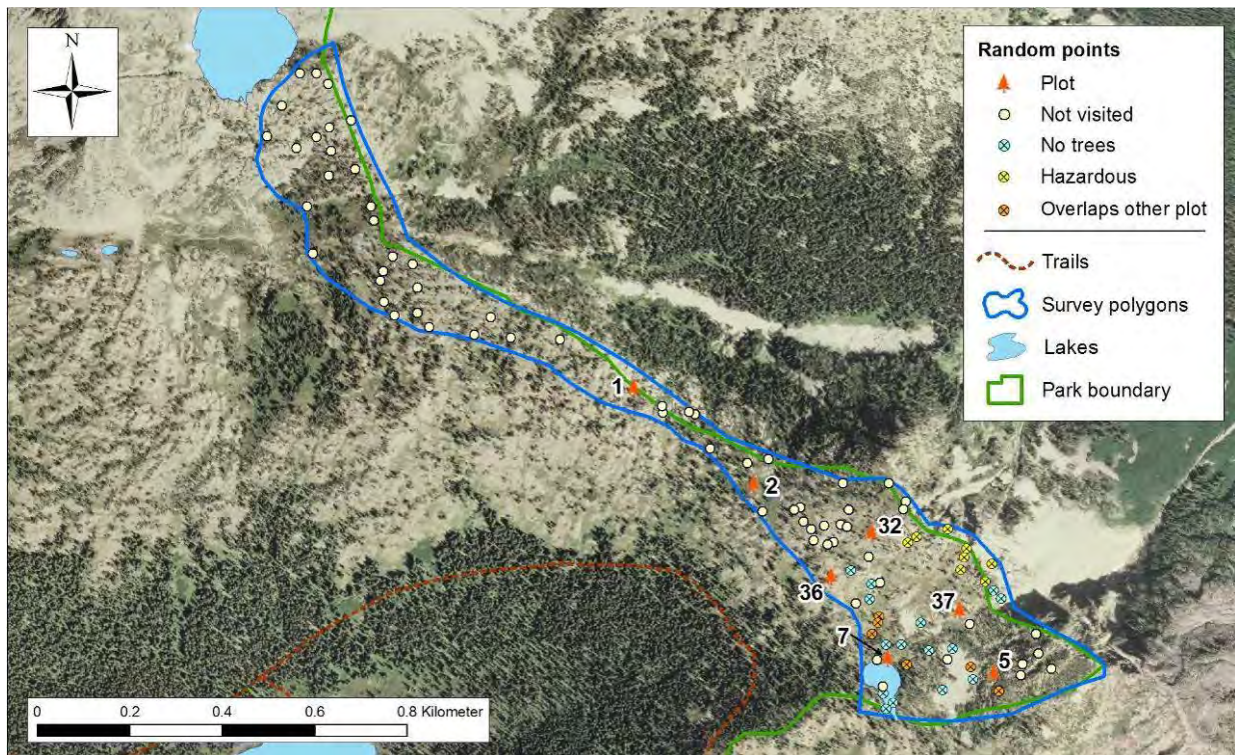 N
Random points
Plot
Not visited
No trees
Hazardous
Overlaps other plot
Trails
Survey polygons
Lakes
Park boundary
1
2
32
36
37
7
5
0 0.2 0.4 0.6 0.8 Kilometer